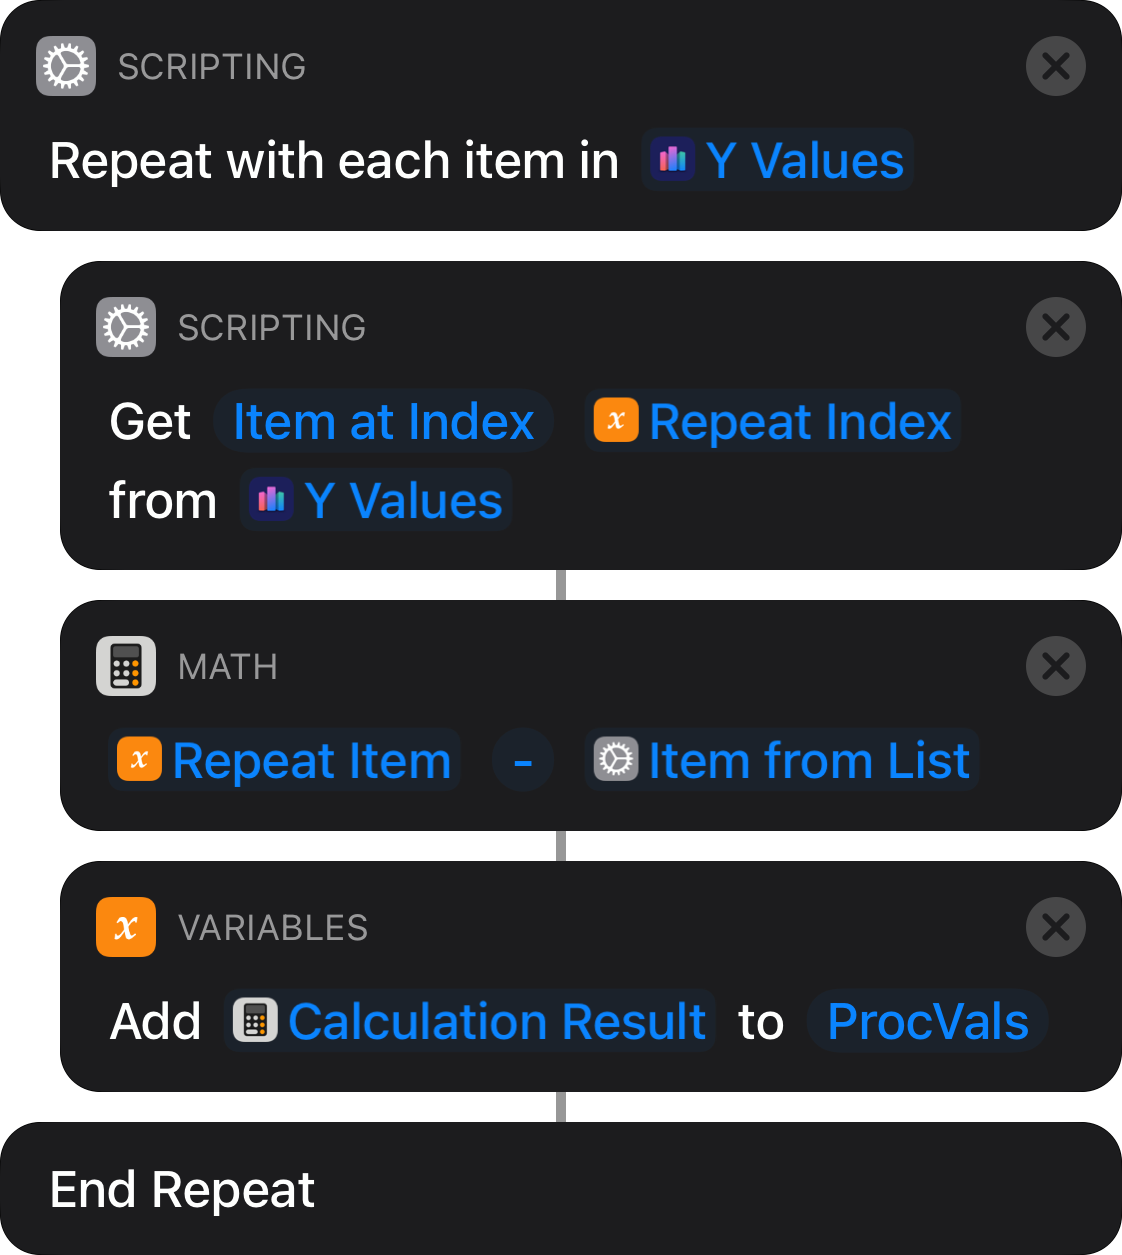 SCRIPTING
Repeat with each item in Y Values
SCRIPTING
Get Item at Index x Repeat Index
from Y Values
MATH
x Repeat Item - Item from List
x VARIABLES
Add Calculation Result to ProcVals
End Repeat